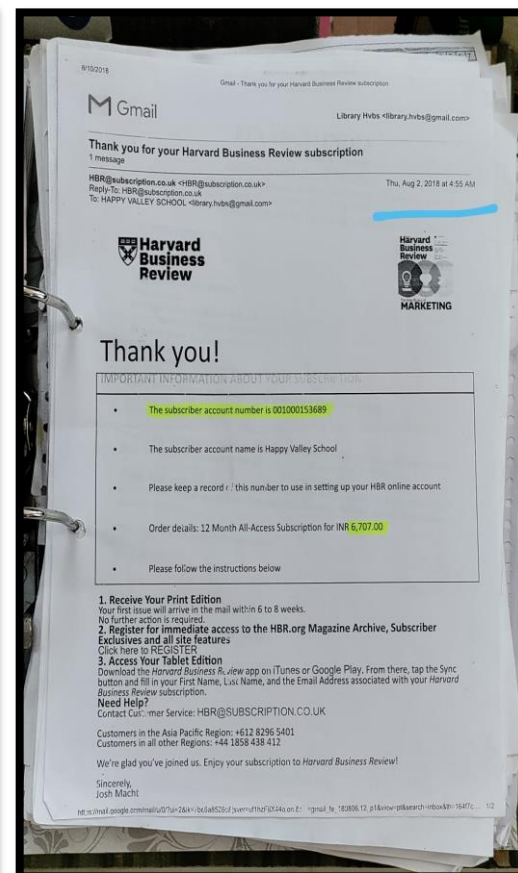 6/10/2018
Gmail - Thank you for your Harvard Business Review subscription
M Gmail
Library Hvbs <library.hvbs@gmail.com>
Thank you for your Harvard Business Review subscription
1 message
HBR@subscription.co.uk <HBR@subscription.co.uk>
Thu, Aug 2, 2018 at 4:55 AM
Reply-To: HBR@subscription.co.uk
To: HAPPY VALLEY SCHOOL <library.hvbs@gmail.com>
Harvard
Business
Review
Harvard
Business
Review
MARKETING
Thank you!
IMPORTANT INFORMATION ABOUT YOUR SUBSCRIPTION
• The subscriber account number is 001000153689
• The subscriber account name is Happy Valley School
• Please keep a record this number to use in setting up your HBR online account
• Order details: 12 Month All-Access Subscription for INR 6,707.00
• Please follow the instructions below
1. Receive Your Print Edition
Your first issue will arrive in the mail within 6 to 8 weeks.
No further action is required.
2. Register for immediate access to the HBR.org Magazine Archive, Subscriber
Exclusives and all site features
Click here to REGISTER
3. Access Your Tablet Edition
Download the Harvard Business Review app on iTunes or Google Play. From there, tap the Sync
button and fill in your First Name, Last Name, and the Email Address associated with your Harvard
Business Review subscription.
Need Help?
Contact Customer Service: HBR@SUBSCRIPTION.CO.UK
Customers in the Asia Pacific Region: +612 8296 5401
Customers in all other Regions: +44 1858 438 412
We're glad you've joined us. Enjoy your subscription to Harvard Business Review!
Sincerely,
Josh Macht
1/2